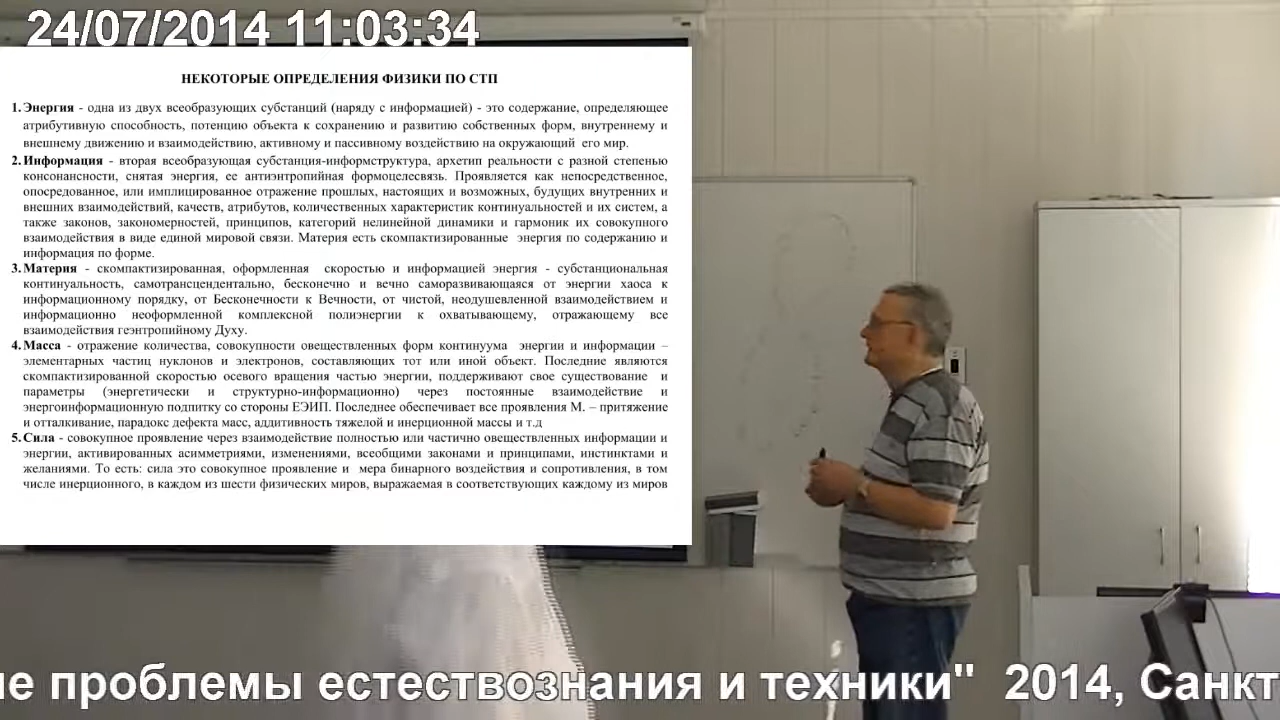 24/07/2014 11:03:34
НЕКОТОРЫЕ ОПРЕДЕЛЕНИЯ ФИЗИКИ ПО СТП
1. Энергия - одна из двух всеобразующих субстанций (наряду с информацией) - это содержание, определяющее
атрибутивную способность, потенцию объекта к сохранению и развитию собственных форм, внутреннему и
внешнему движению и взаимодействию, активному и пассивному воздействию на окружающий его мир.
2. Информация - вторая всеобразующая субстанция-информструктура, архетип реальности с разной степенью
консонансности, снятая энергия, ее антиэнтропийная формоцелесвязь. Проявляется как непосредственное,
опосредованное, или имплицированное отражение прошлых, настоящих и возможных, будущих внутренних и
внешних взаимодействий, качеств, атрибутов, количественных характеристик континуальностей и их систем, а
также законов, закономерностей, принципов, категорий нелинейной динамики и гармоник их совокупного
взаимодействия в виде единой мировой связи. Материя есть скомпактизированные энергия по содержанию и
информация по форме.
3. Материя - скомпактизированная, оформленная скоростью и информацией энергия - субстанциональная
континуальность, самотрансцендентально, бесконечно и вечно саморазвивающаяся от энергии хаоса к
информационному порядку, от Бесконечности к Вечности, от чистой, неодушевленной взаимодействием и
информационно неоформленной комплексной полиэнергии к охватывающему, отражающему все
взаимодействия геэнтропийному Духу.
4. Масса - отражение количества, совокупности овеществленных форм континуума энергии и информации –
элементарных частиц нуклонов и электронов, составляющих тот или иной объект. Последние являются
скомпактизированной скоростью осевого вращения частью энергии, поддерживают свое существование и
параметры (энергетически и структурно-информационно) через постоянные взаимодействие и
энергоинформационную подпитку со стороны ЕЭИП. Последнее обеспечивает все проявления М. – притяжение
и отталкивание, парадокс дефекта масс, аддитивность тяжелой и инерционной массы и т.д
5. Сила - совокупное проявление через взаимодействие полностью или частично овеществленных информации и
энергии, активированных асимметриями, изменениями, всеобщими законами и принципами, инстинктами и
желаниями. То есть: сила это совокупное проявление и мера бинарного воздействия и сопротивления, в том
числе инерционного, в каждом из шести физических миров, выражаемая в соответствующих каждому из миров
ие проблемы естествознания и техники" 2014, Санкт